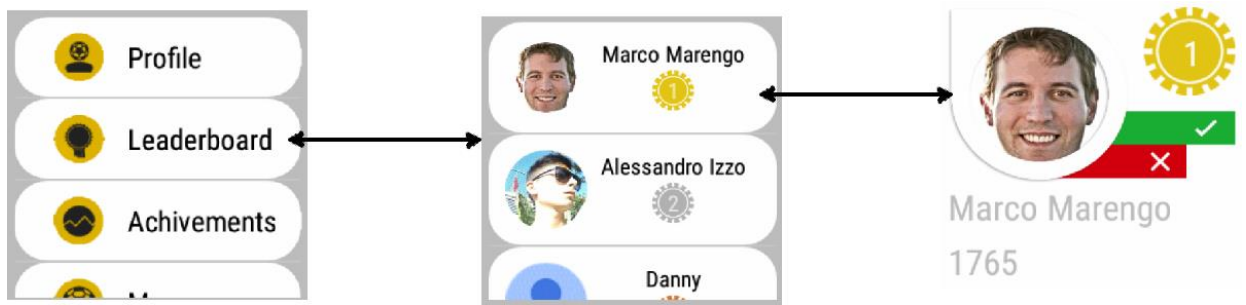 Profile
Leaderboard
Achivements
Marco Marengo
1
Alessandro Izzo
2
Danny
1
Marco Marengo
1765